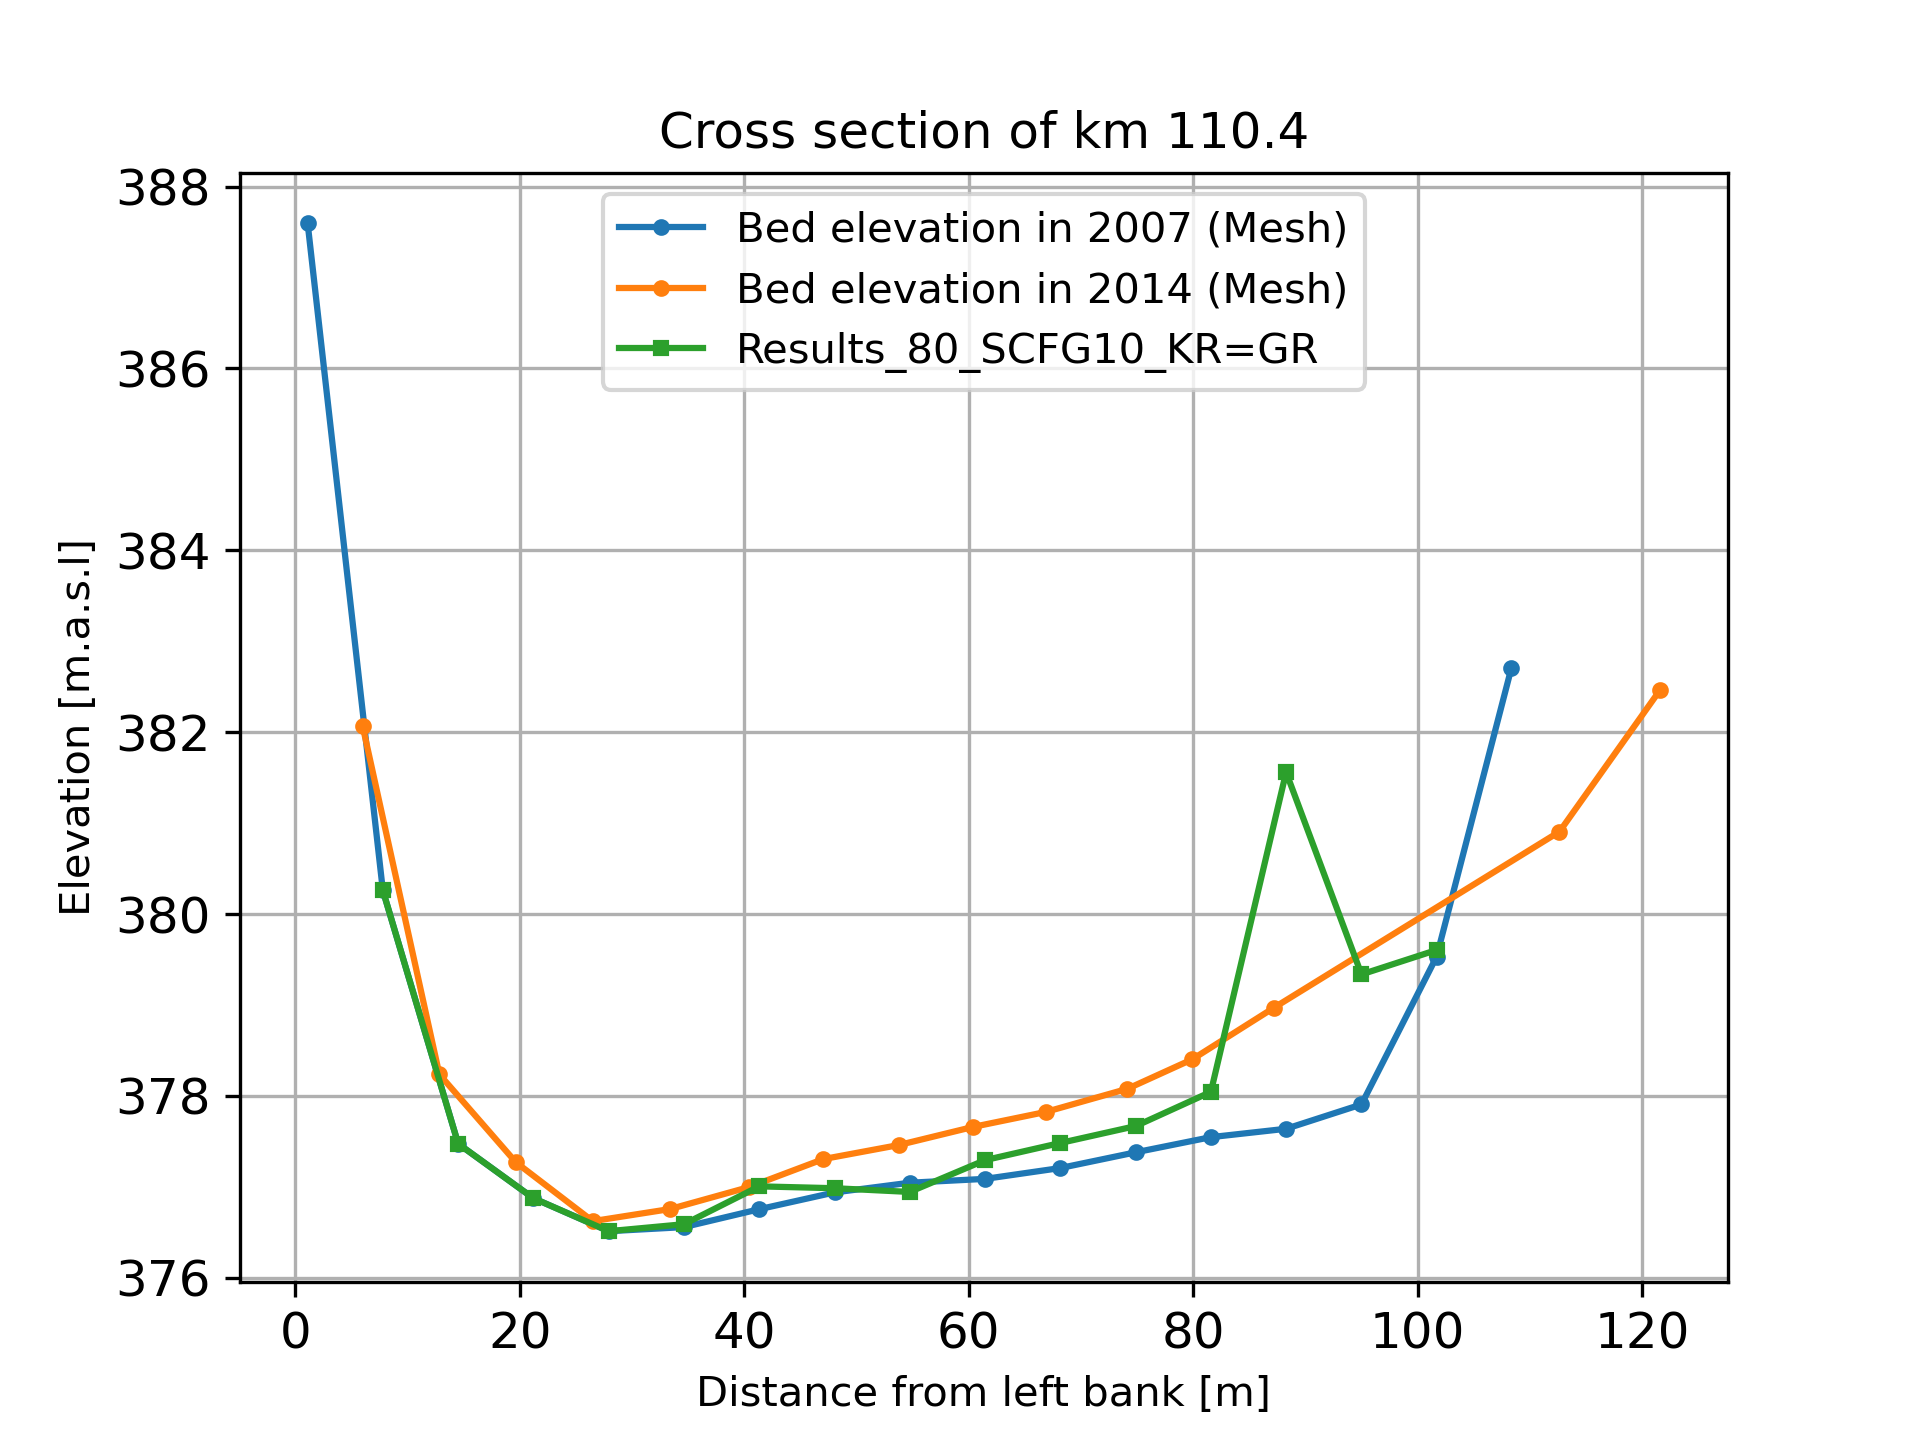 Cross section of km 110.4
Bed elevation in 2007 (Mesh)
Bed elevation in 2014 (Mesh)
Results_80_SCFG10_KR=GR
388
386
384
382
380
378
376
Elevation [m.a.s.l]
0 20 40 60 80 100 120
Distance from left bank [m]